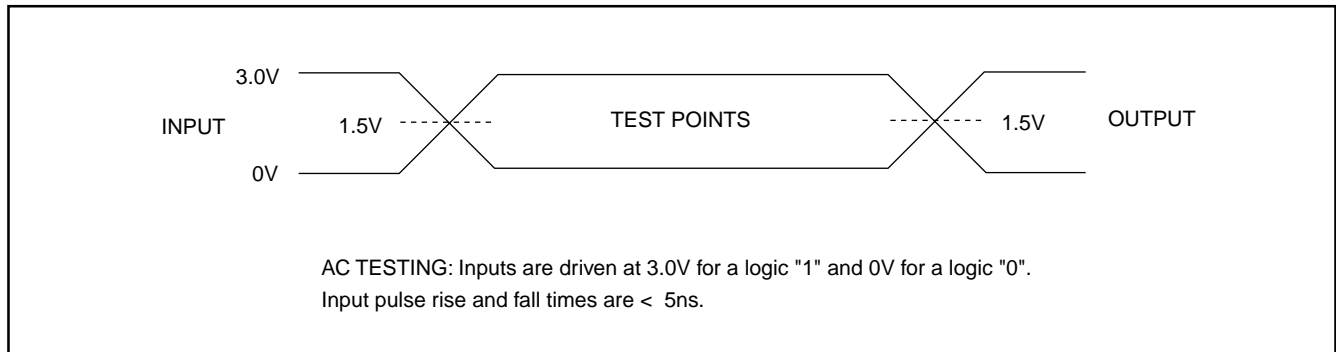 3.0V
INPUT 1.5V TEST POINTS 1.5V OUTPUT
0V
AC TESTING: Inputs are driven at 3.0V for a logic "1" and 0V for a logic "0".
Input pulse rise and fall times are < 5ns.